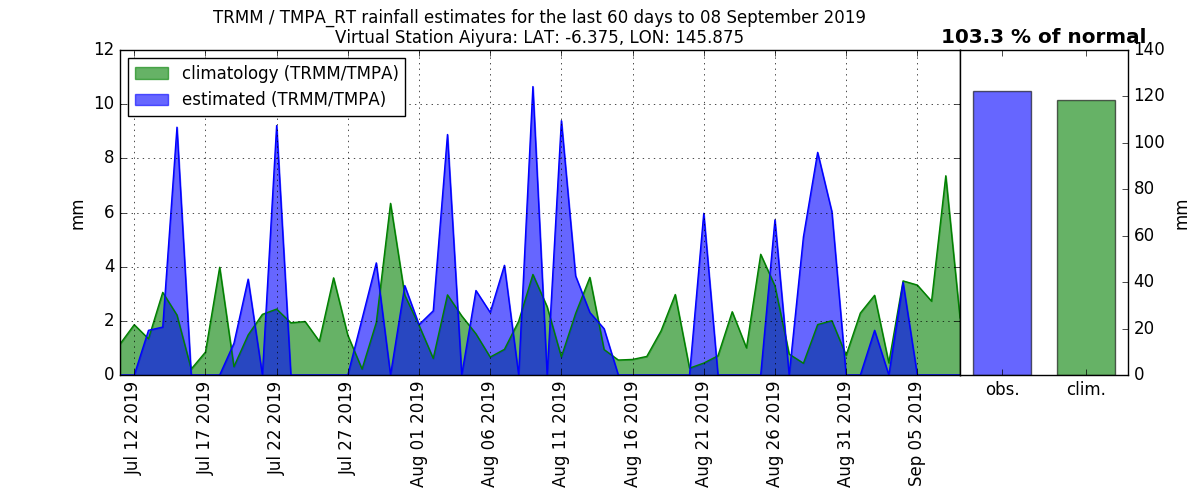 TRMM / TMPA_RT rainfall estimates for the last 60 days to 08 September 2019
Virtual Station Aiyura: LAT: -6.375, LON: 145.875
103.3 % of normal
climatology (TRMM/TMPA)
estimated (TRMM/TMPA)
12
10
8
6
4
2
0
mm
Jul 12 2019
Jul 17 2019
Jul 22 2019
Jul 27 2019
Aug 01 2019
Aug 06 2019
Aug 11 2019
Aug 16 2019
Aug 21 2019
Aug 26 2019
Aug 31 2019
Sep 05 2019
obs.
clim.
140
120
100
80
60
40
20
0
mm